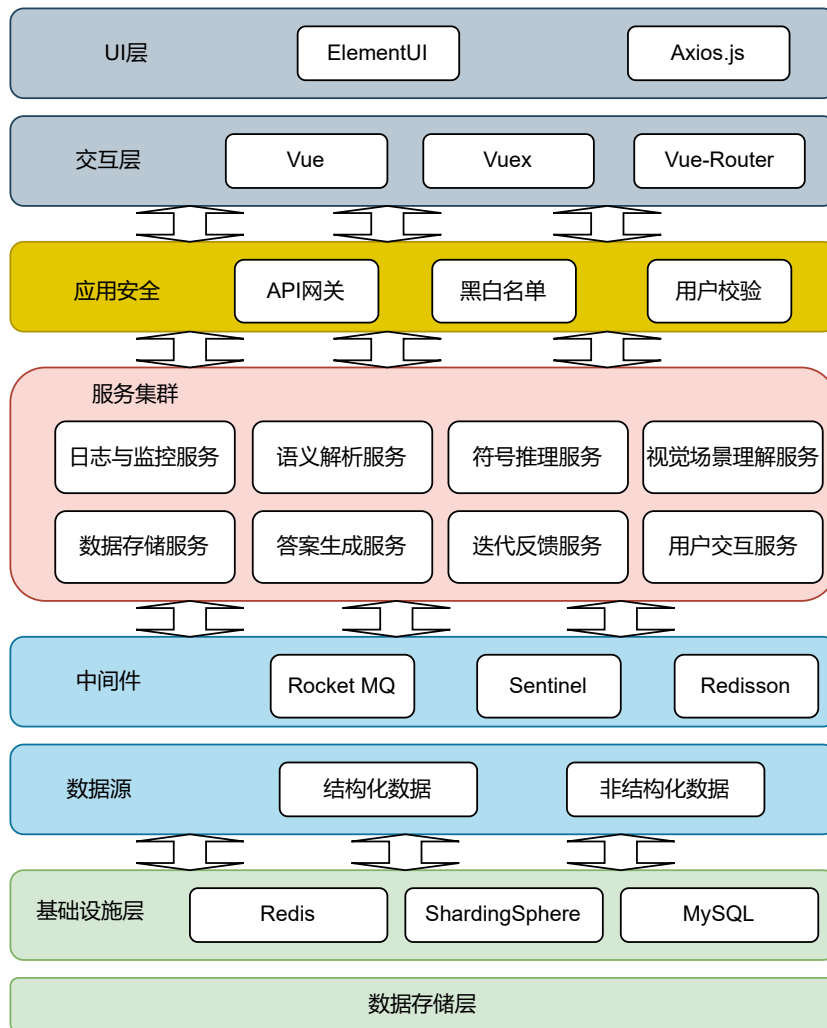 UI层
ElementUI
Axios.js
交互层
Vue
Vuex
Vue-Router
应用安全
API网关
黑白名单
用户校验
服务集群
日志与监控服务
语义解析服务
符号推理服务
视觉场景理解服务
数据存储服务
答案生成服务
迭代反馈服务
用户交互服务
中间件
Rocket MQ
Sentinel
Redisson
数据源
结构化数据
非结构化数据
基础设施层
Redis
ShardingSphere
MySQL
数据存储层